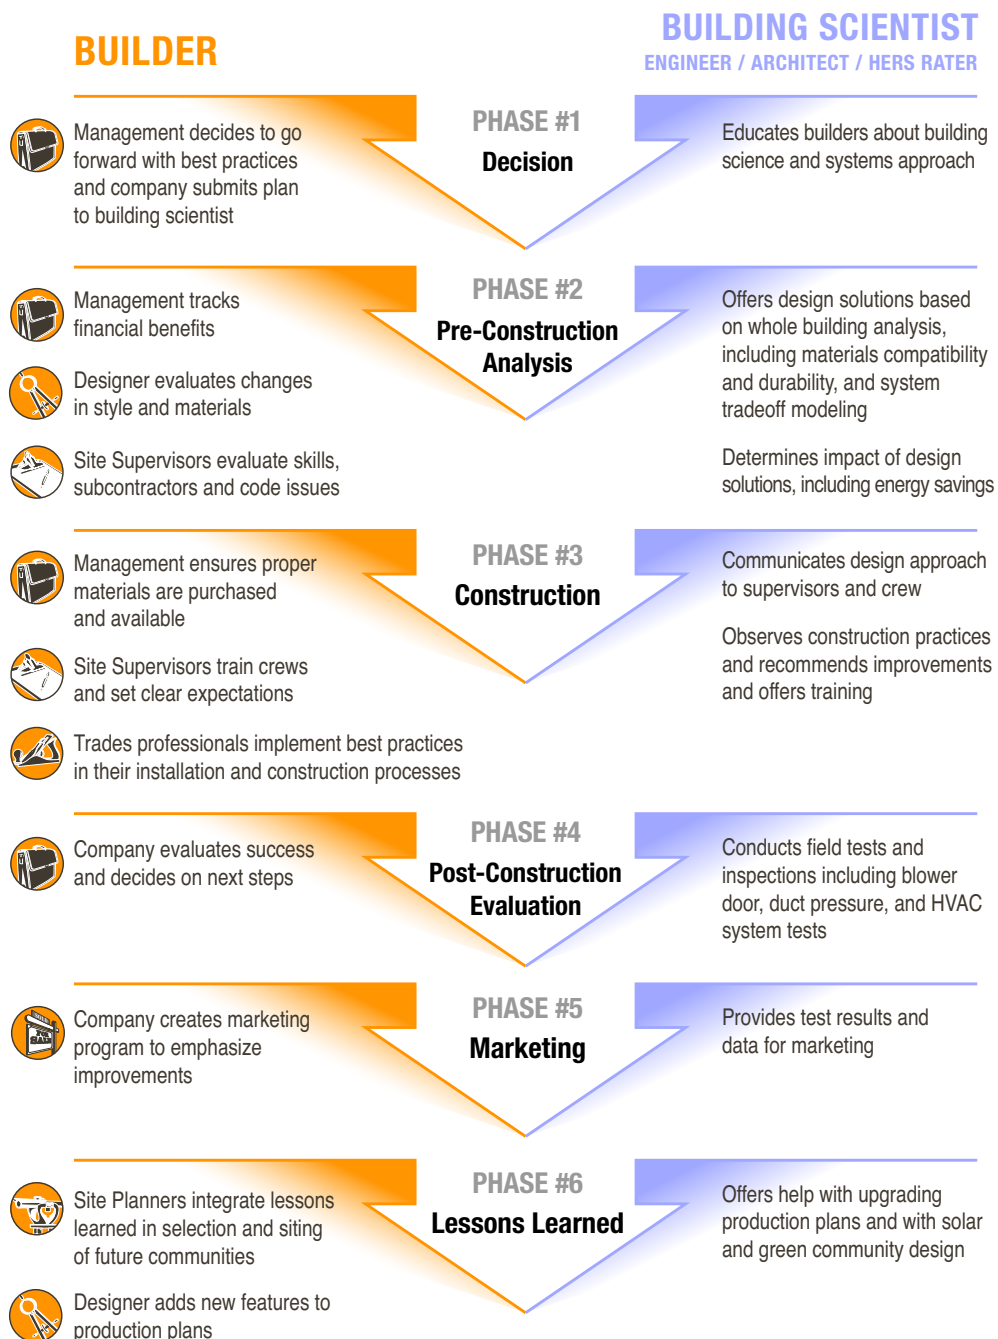 BUILDER
BUILDING SCIENTIST
ENGINEER / ARCHITECT / HERS RATER
PHASE #1
Decision
Management decides to go
forward with best practices
and company submits plan
to building scientist
Educates builders about building
science and systems approach
PHASE #2
Pre-Construction
Analysis
Management tracks
financial benefits
Designer evaluates changes
in style and materials
Site Supervisors evaluate skills,
subcontractors and code issues
Offers design solutions based
on whole building analysis,
including materials compatibility
and durability, and system
tradeoff modeling
Determines impact of design
solutions, including energy savings
PHASE #3
Construction
Management ensures proper
materials are purchased
and available
Site Supervisors train crews
and set clear expectations
Trades professionals implement best practices
in their installation and construction processes
Communicates design approach
to supervisors and crew
Observes construction practices
and recommends improvements
and offers training
PHASE #4
Post-Construction
Evaluation
Company evaluates success
and decides on next steps
Conducts field tests and
inspections including blower
door, duct pressure, and HVAC
system tests
PHASE #5
Marketing
FOR
SALE
Company creates marketing
program to emphasize
improvements
Provides test results and
data for marketing
PHASE #6
Lessons Learned
Site Planners integrate lessons
learned in selection and siting
of future communities
Designer adds new features to
production plans
Offers help with upgrading
production plans and with solar
and green community design